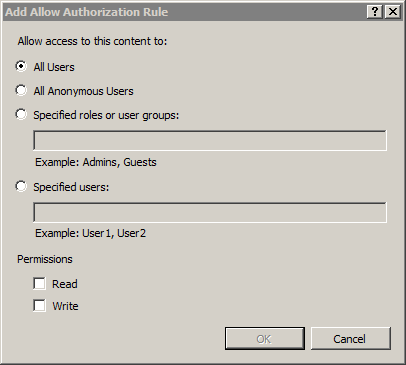 Add Allow Authorization Rule
Allow access to this content to:
All Users
All Anonymous Users
Specified roles or user groups:
Example: Admins, Guests
Specified users:
Example: User1, User2
Permissions
Read
Write
OK Cancel